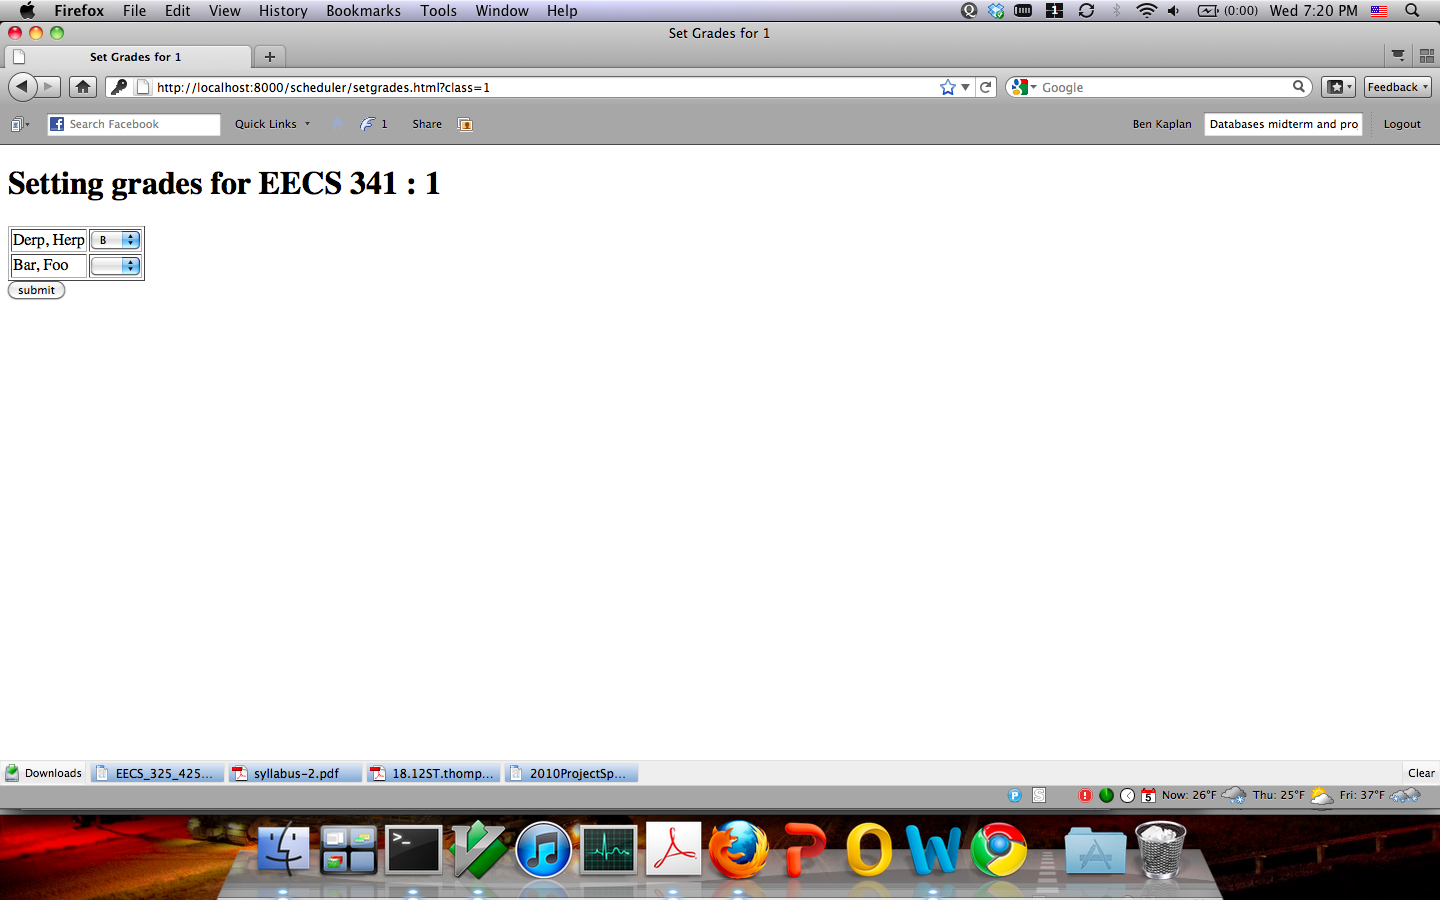 Firefox File Edit View History Bookmarks Tools Window Help 1 (0:00) Wed 7:20 PM
Set Grades for 1
Set Grades for 1
http://localhost:8000/scheduler/setgrades.html?class=1 Google Feedback
Search Facebook Quick Links 1 Share Ben Kaplan Databases midterm and pro Logout
Setting grades for EECS 341 : 1
Derp, Herp B
Bar, Foo
submit
Downloads EECS_325_425... syllabus-2.pdf 18.12ST.thomp... 2010ProjectSp... Clear
P S 5 Now: 26°F Thu: 25°F Fri: 37°F
P O W